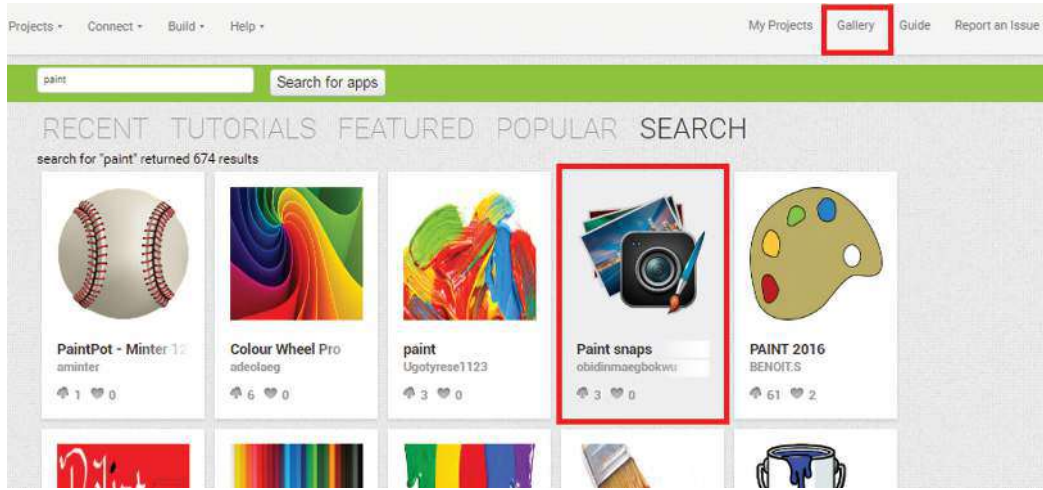 Projects Connect Build Help My Projects Gallery Guide Report an Issue
paint Search for apps
RECENT TUTORIALS FEATURED POPULAR SEARCH
search for "paint" returned 674 results
PaintPot - Minter 12 Colour Wheel Pro paint Paint snaps PAINT 2016
aminter adeolaeg Ugotyrese1123 obidinmaegbokwu BENOIT.S
1 0 6 0 3 0 3 0 61 2